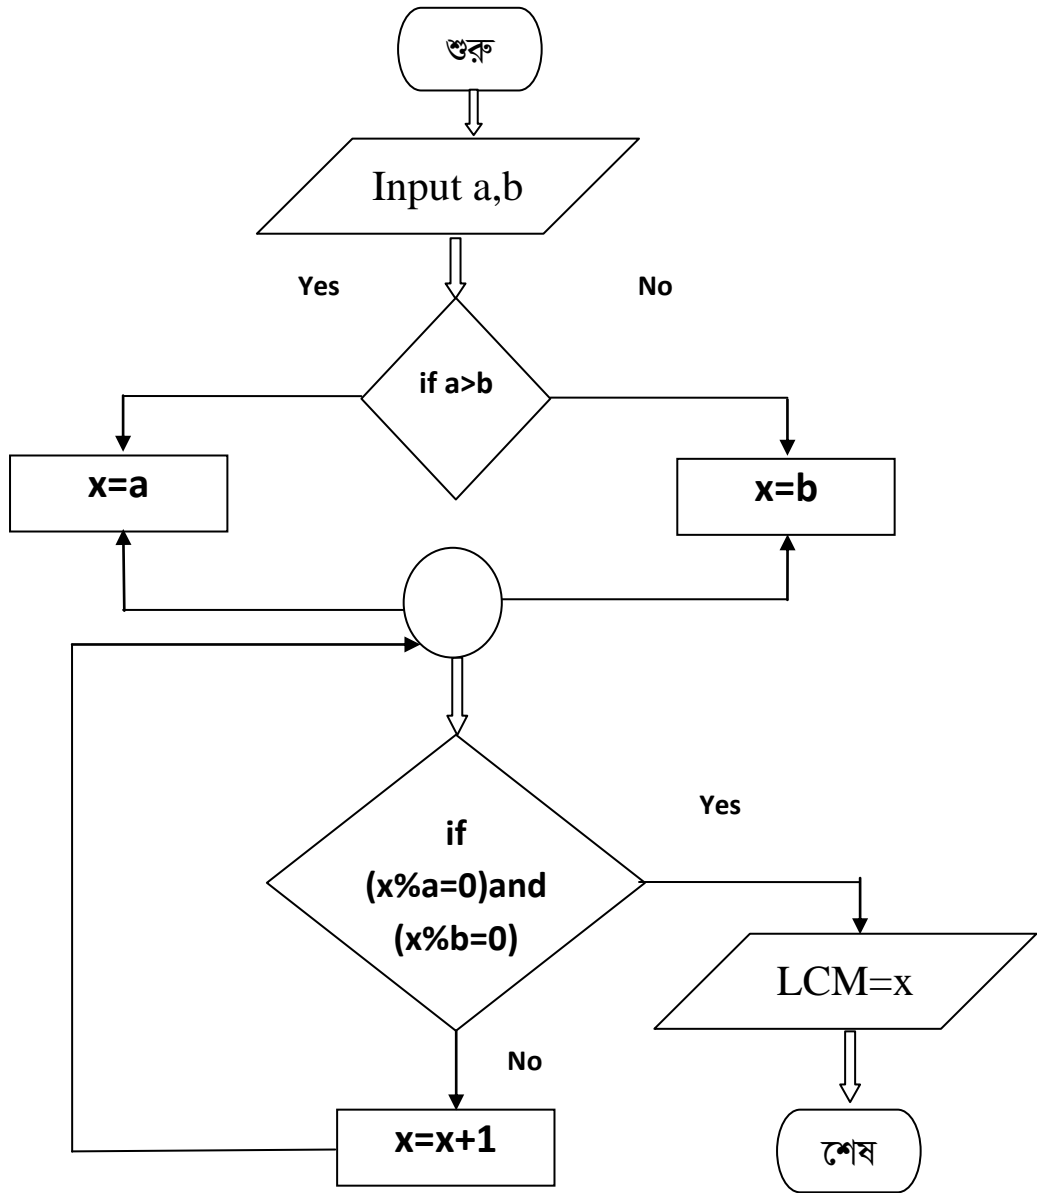 শুরু
Input a,b
Yes
No
if a>b
x=a
x=b
if
(x%a=0)and
(x%b=0)
Yes
LCM=x
No
x=x+1
শেষ